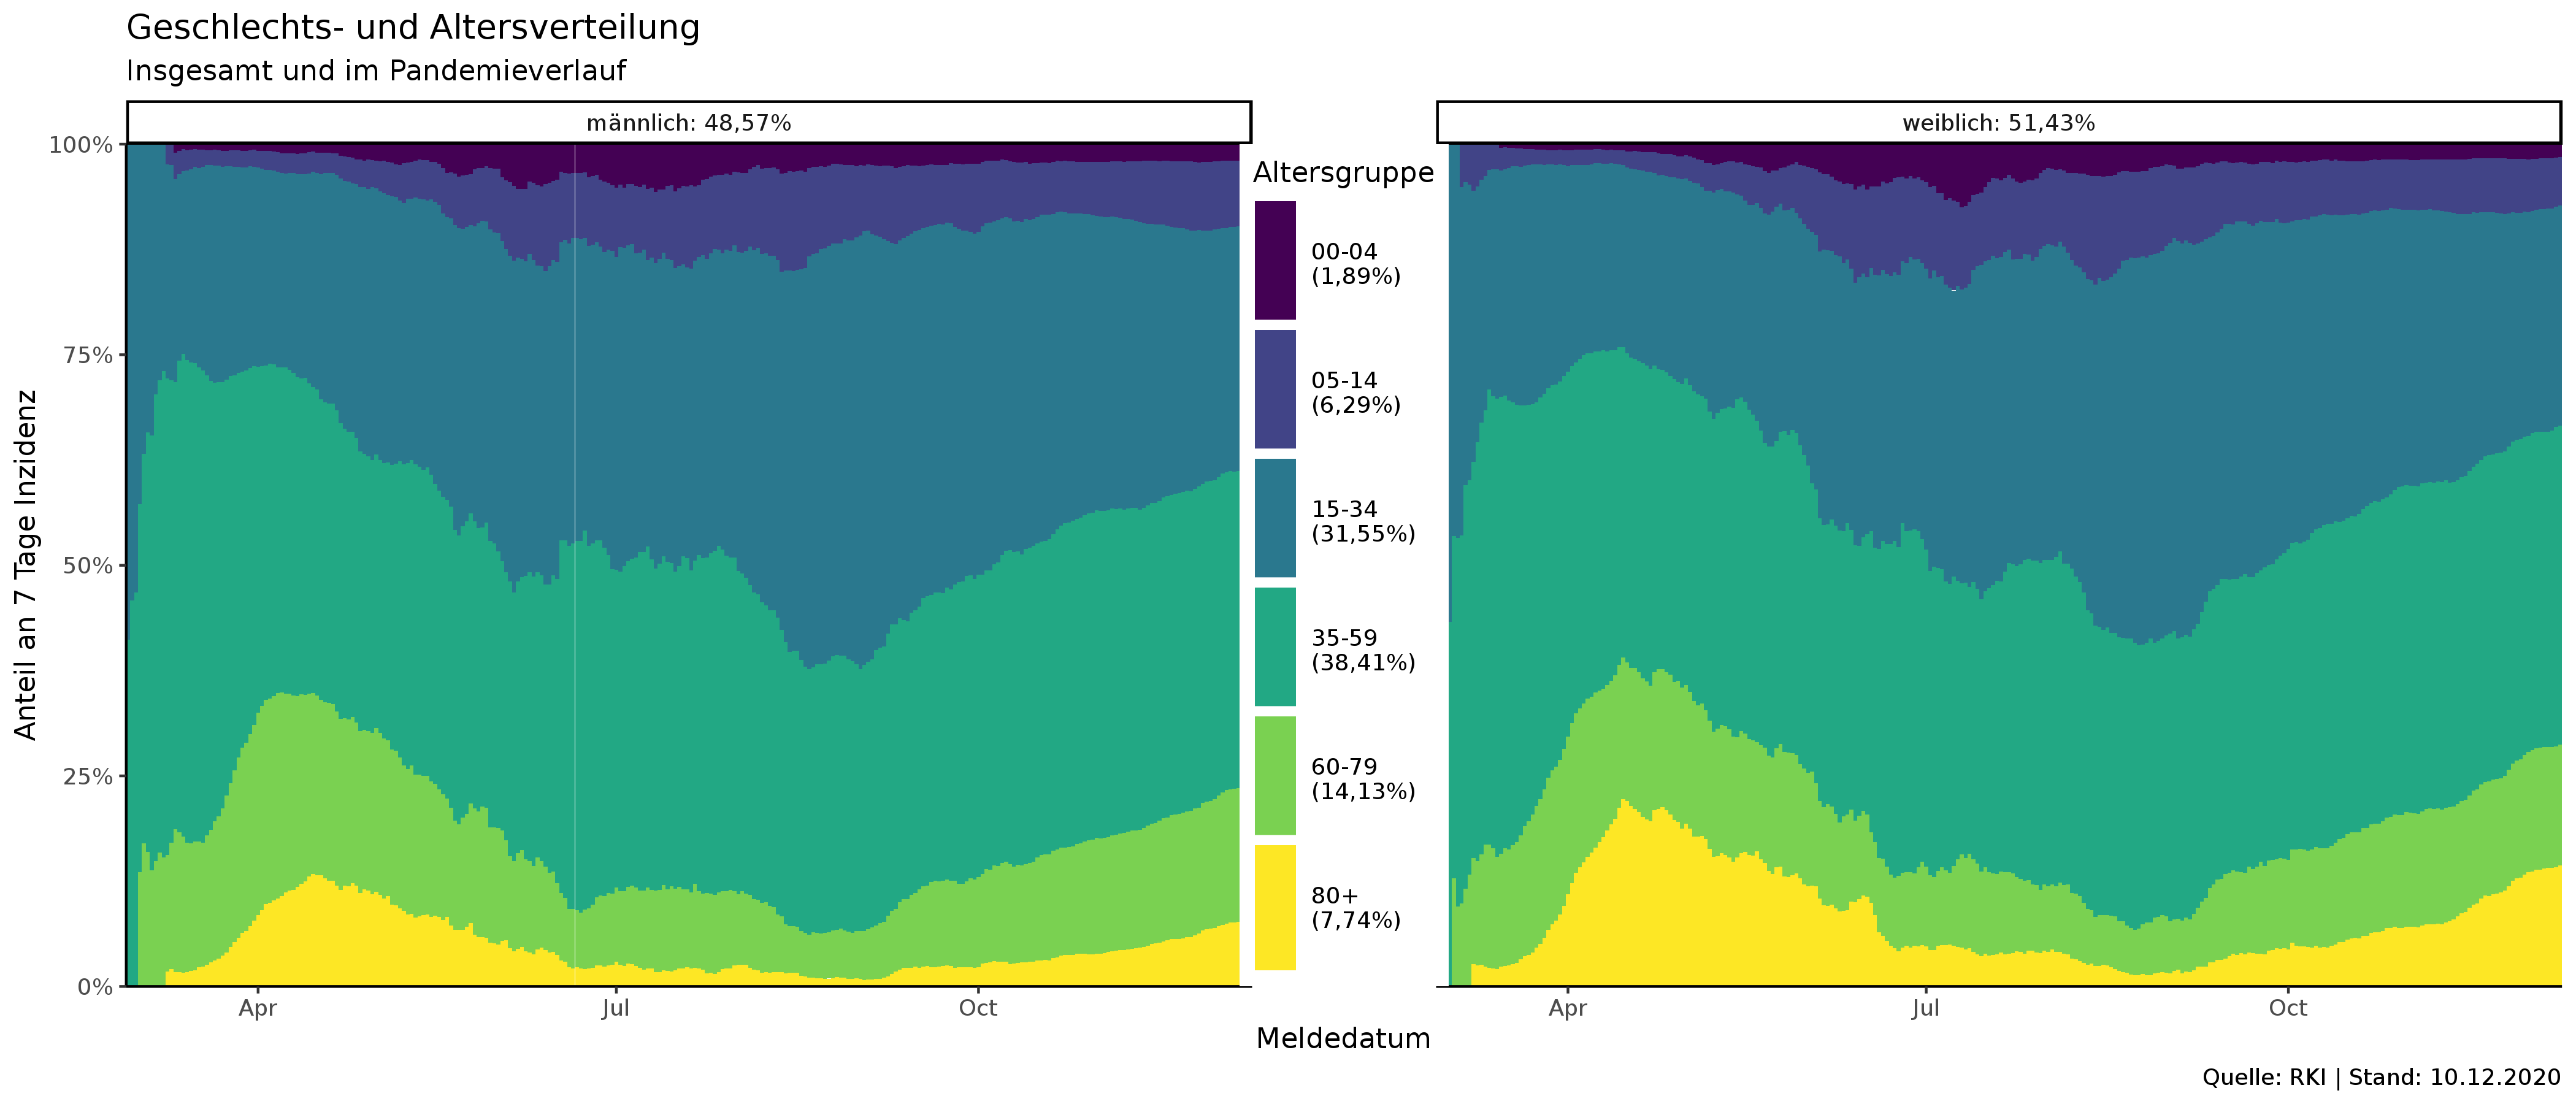 Geschlechts- und Altersverteilung
Insgesamt und im Pandemieverlauf
männlich: 48,57%
weiblich: 51,43%
Anteil an 7 Tage Inzidenz
100%
75%
50%
25%
0%
Altersgruppe
00-04
(1,89%)
05-14
(6,29%)
15-34
(31,55%)
35-59
(38,41%)
60-79
(14,13%)
80+
(7,74%)
Apr
Jul
Oct
Apr
Jul
Oct
Meldedatum
Quelle: RKI | Stand: 10.12.2020